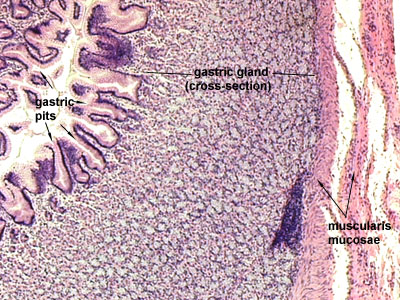 gastric gland
(cross-section)
gastric
pits
muscularis
mucosae